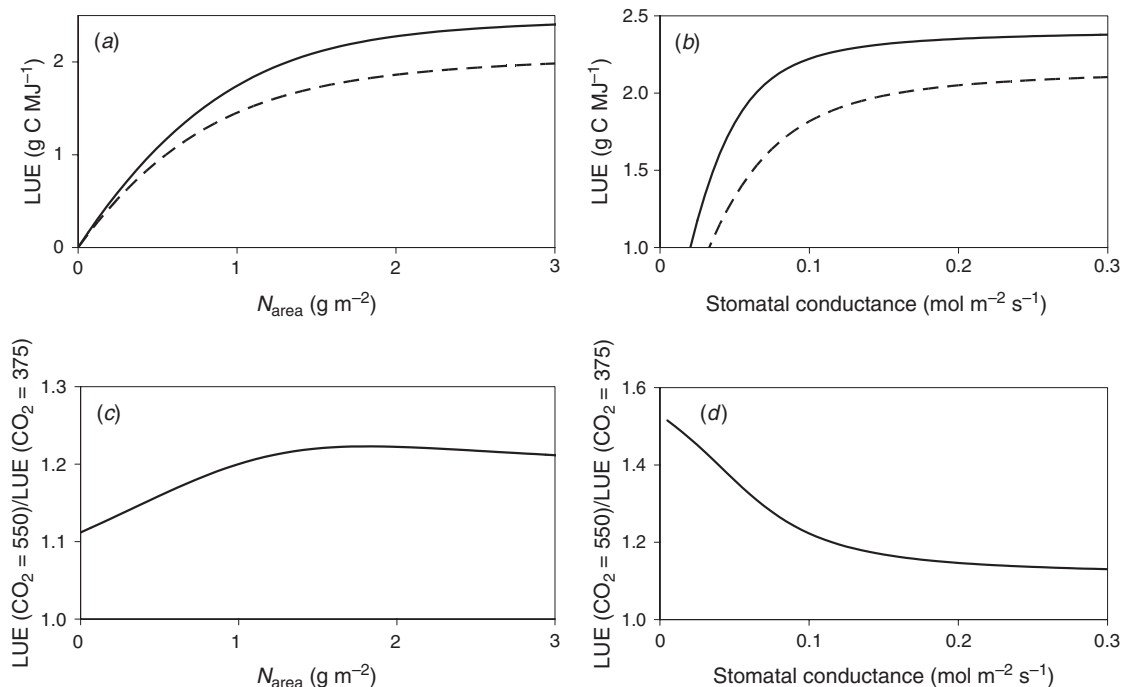 (a)
LUE (g C MJ–1)
2
1
0
0 1 2 3
Narea (g m–2)
(b)
LUE (g C MJ–1)
2.5
2.0
1.5
1.0
0 0.1 0.2 0.3
Stomatal conductance (mol m–2 s–1)
(c)
LUE (CO2 = 550)/LUE (CO2 = 375)
1.3
1.2
1.1
1.0
0 1 2 3
Narea (g m–2)
(d)
LUE (CO2 = 550)/LUE (CO2 = 375)
1.6
1.4
1.2
1.0
0 0.1 0.2 0.3
Stomatal conductance (mol m–2 s–1)